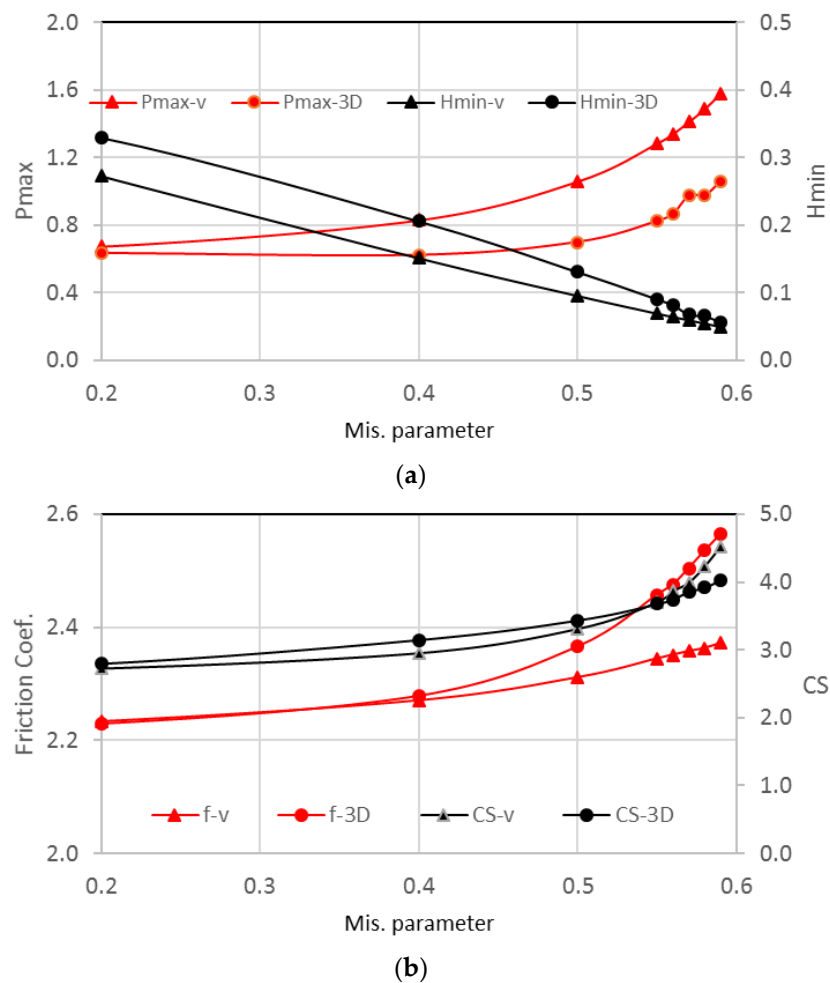 2.0 0.5
Pmax-v Pmax-3D Hmin-v Hmin-3D
1.6 0.4
1.2 0.3
Pmax Hmin
0.8 0.2
0.4 0.1
0.0 0.0
0.2 0.3 0.4 0.5 0.6
Mis. parameter
(a)
2.6 5.0
4.0
2.4
3.0
Friction Coef. CS
2.2 2.0
1.0
f-v f-3D CS-v CS-3D
2.0 0.0
0.2 0.3 0.4 0.5 0.6
Mis. parameter
(b)